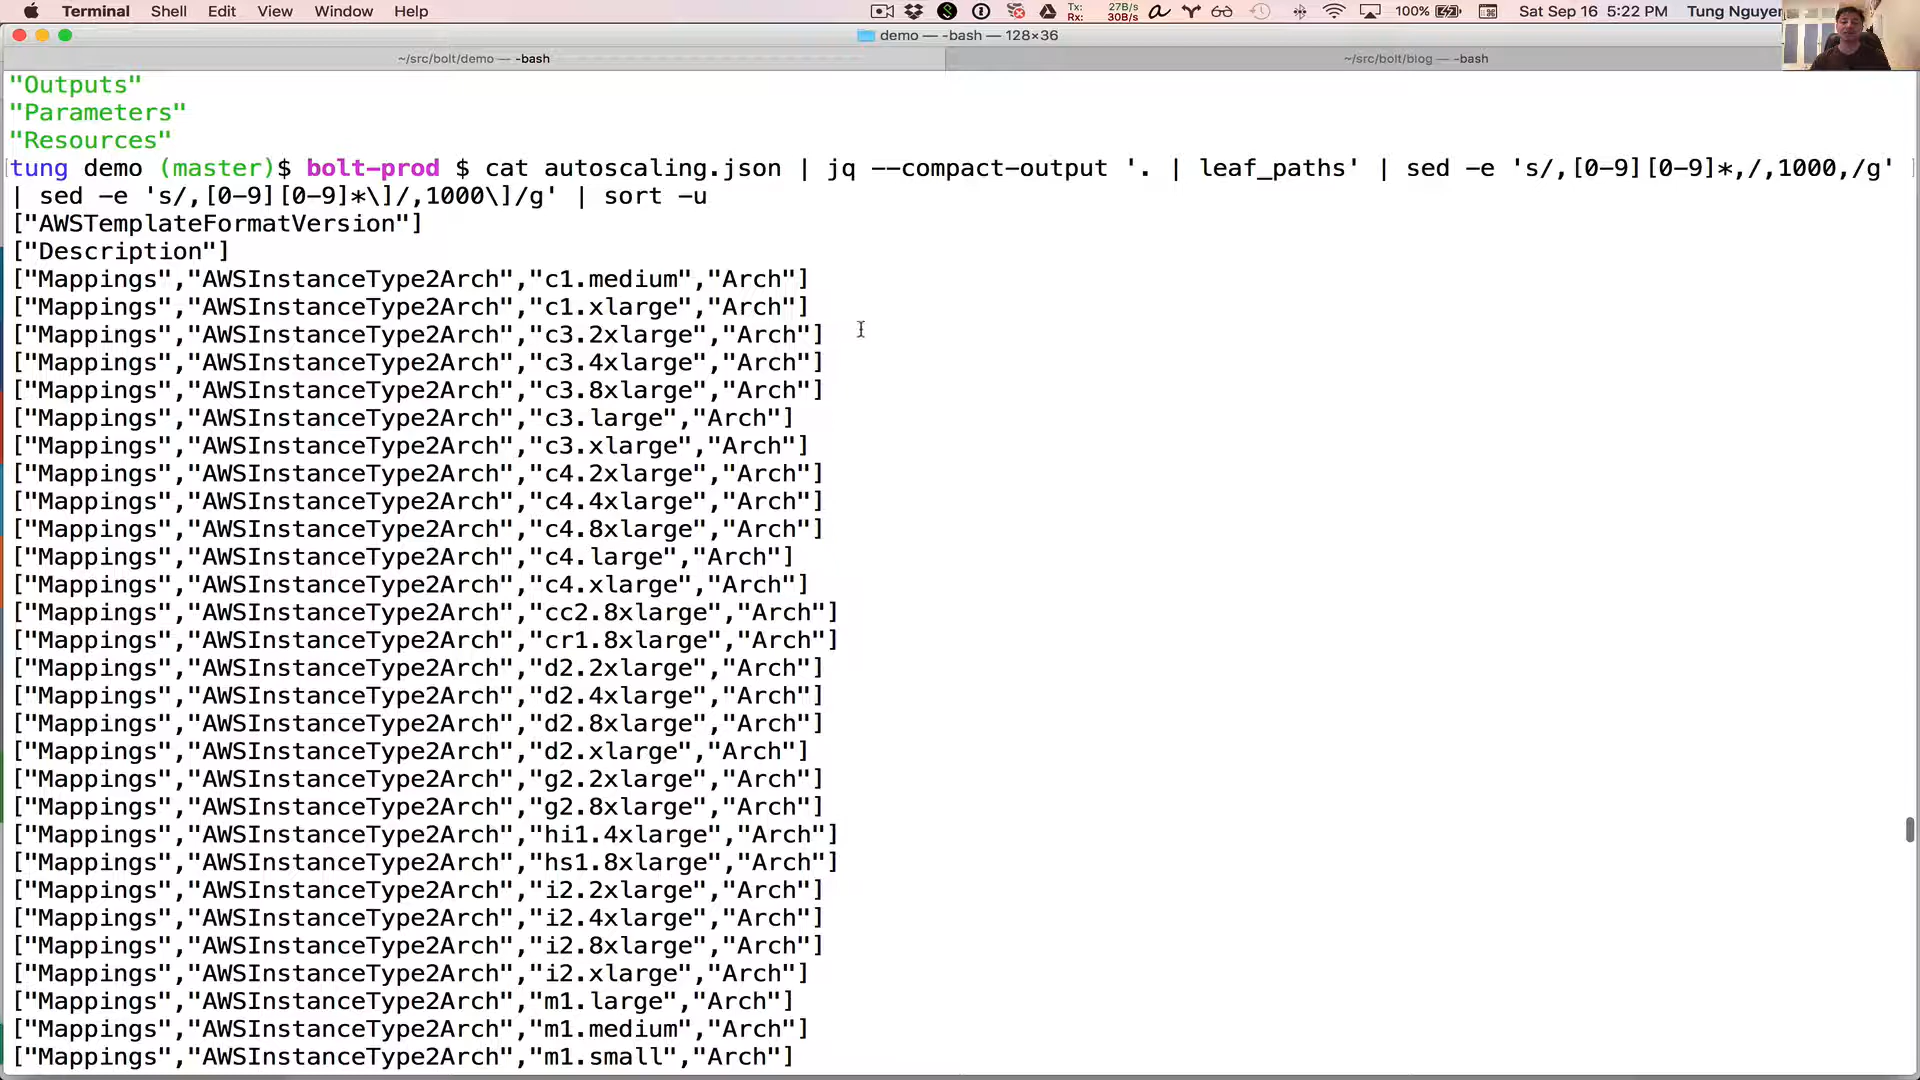 Terminal Shell Edit View Window Help Tx: 27B/s Rx: 30B/s 100% Sat Sep 16 5:22 PM Tung Nguyen
demo — -bash — 128×36
~/src/bolt/demo — -bash ~/src/bolt/blog — -bash
"Outputs"
"Parameters"
"Resources"
tung demo (master)$ bolt-prod $ cat autoscaling.json | jq --compact-output '. | leaf_paths' | sed -e 's/,[0-9][0-9]*,/,1000,/g'
| sed -e 's/,[0-9][0-9]*\]/,1000\]/g' | sort -u
["AWSTemplateFormatVersion"]
["Description"]
["Mappings","AWSInstanceType2Arch","c1.medium","Arch"]
["Mappings","AWSInstanceType2Arch","c1.xlarge","Arch"]
["Mappings","AWSInstanceType2Arch","c3.2xlarge","Arch"]
["Mappings","AWSInstanceType2Arch","c3.4xlarge","Arch"]
["Mappings","AWSInstanceType2Arch","c3.8xlarge","Arch"]
["Mappings","AWSInstanceType2Arch","c3.large","Arch"]
["Mappings","AWSInstanceType2Arch","c3.xlarge","Arch"]
["Mappings","AWSInstanceType2Arch","c4.2xlarge","Arch"]
["Mappings","AWSInstanceType2Arch","c4.4xlarge","Arch"]
["Mappings","AWSInstanceType2Arch","c4.8xlarge","Arch"]
["Mappings","AWSInstanceType2Arch","c4.large","Arch"]
["Mappings","AWSInstanceType2Arch","c4.xlarge","Arch"]
["Mappings","AWSInstanceType2Arch","cc2.8xlarge","Arch"]
["Mappings","AWSInstanceType2Arch","cr1.8xlarge","Arch"]
["Mappings","AWSInstanceType2Arch","d2.2xlarge","Arch"]
["Mappings","AWSInstanceType2Arch","d2.4xlarge","Arch"]
["Mappings","AWSInstanceType2Arch","d2.8xlarge","Arch"]
["Mappings","AWSInstanceType2Arch","d2.xlarge","Arch"]
["Mappings","AWSInstanceType2Arch","g2.2xlarge","Arch"]
["Mappings","AWSInstanceType2Arch","g2.8xlarge","Arch"]
["Mappings","AWSInstanceType2Arch","hi1.4xlarge","Arch"]
["Mappings","AWSInstanceType2Arch","hs1.8xlarge","Arch"]
["Mappings","AWSInstanceType2Arch","i2.2xlarge","Arch"]
["Mappings","AWSInstanceType2Arch","i2.4xlarge","Arch"]
["Mappings","AWSInstanceType2Arch","i2.8xlarge","Arch"]
["Mappings","AWSInstanceType2Arch","i2.xlarge","Arch"]
["Mappings","AWSInstanceType2Arch","m1.large","Arch"]
["Mappings","AWSInstanceType2Arch","m1.medium","Arch"]
["Mappings","AWSInstanceType2Arch","m1.small","Arch"]